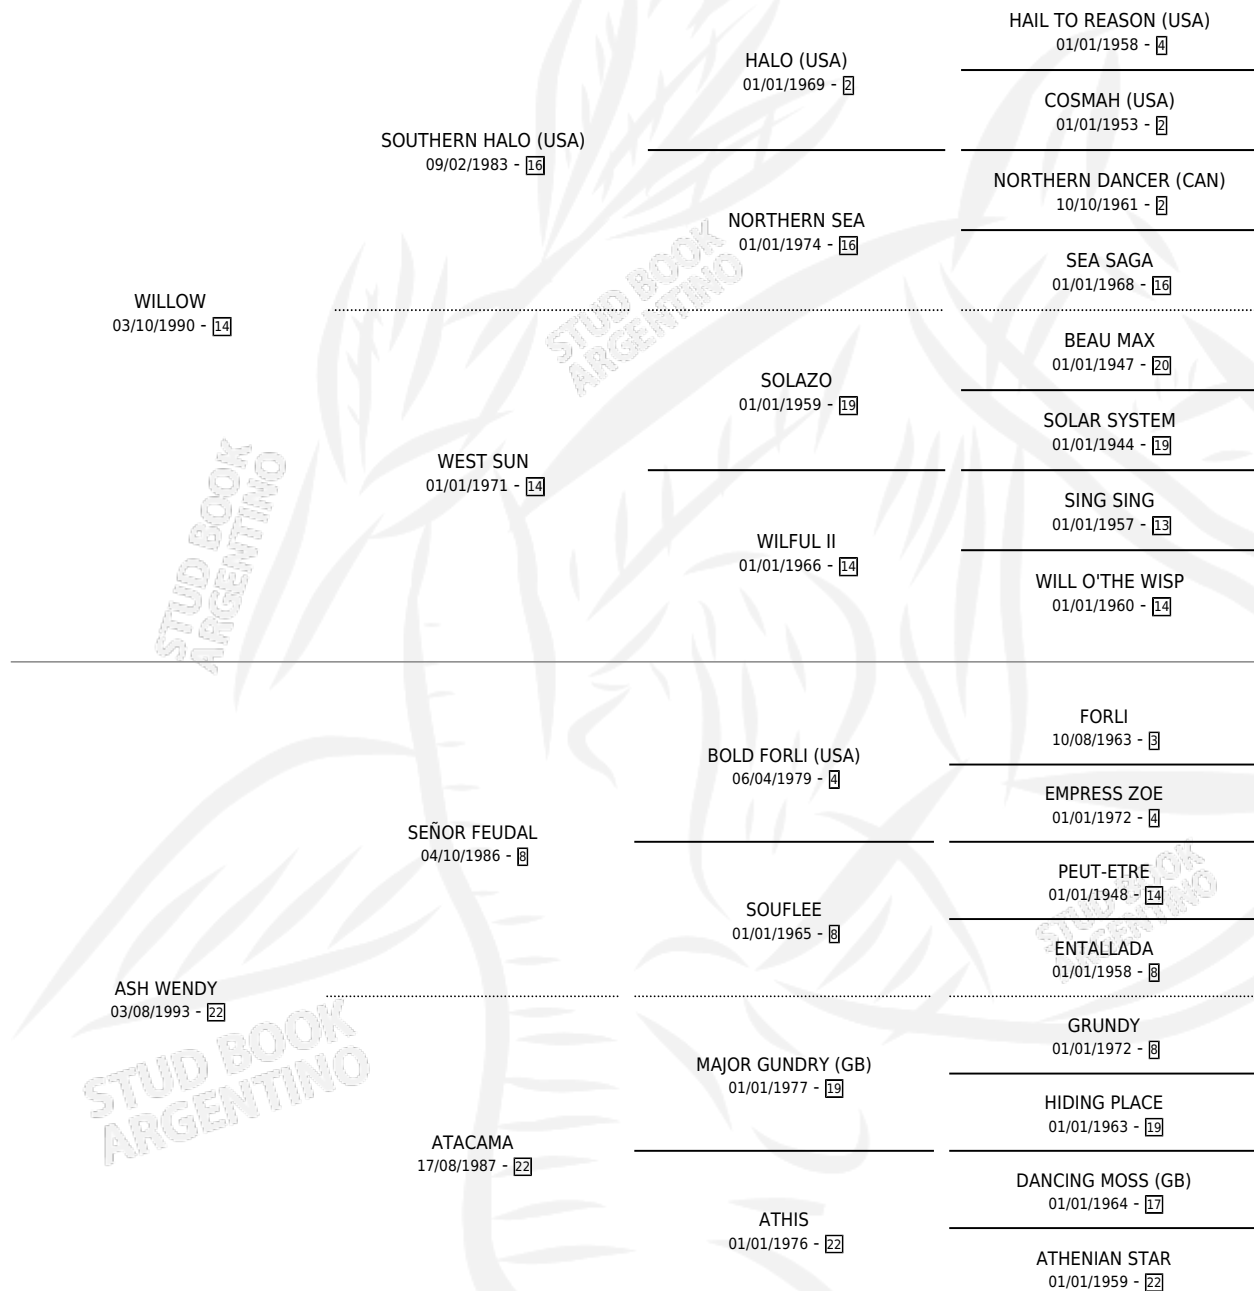 HAIL TO REASON (USA)
01/01/1958 - 4
HALO (USA)
01/01/1969 - 2
COSMAH (USA)
01/01/1953 - 2
SOUTHERN HALO (USA)
09/02/1983 - 16
NORTHERN DANCER (CAN)
10/10/1961 - 2
NORTHERN SEA
01/01/1974 - 16
SEA SAGA
01/01/1968 - 16
WILLOW
03/10/1990 - 14
BEAU MAX
01/01/1947 - 20
SOLAZO
01/01/1959 - 19
SOLAR SYSTEM
01/01/1944 - 19
WEST SUN
01/01/1971 - 14
SING SING
01/01/1957 - 13
WILFUL II
01/01/1966 - 14
WILL O'THE WISP
01/01/1960 - 14
FORLI
10/08/1963 - 3
BOLD FORLI (USA)
06/04/1979 - 4
EMPRESS ZOE
01/01/1972 - 4
SEÑOR FEUDAL
04/10/1986 - 8
PEUT-ETRE
01/01/1948 - 14
SOUFLEE
01/01/1965 - 8
ENTALLADA
01/01/1958 - 8
ASH WENDY
03/08/1993 - 22
GRUNDY
01/01/1972 - 8
MAJOR GUNDRY (GB)
01/01/1977 - 19
HIDING PLACE
01/01/1963 - 19
ATACAMA
17/08/1987 - 22
DANCING MOSS (GB)
01/01/1964 - 17
ATHIS
01/01/1976 - 22
ATHENIAN STAR
01/01/1959 - 22
STUD BOOK
ARGENTINO
STUD BOOK
ARGENTINO
STUD BOOK
ARGENTINO
STUD BOOK
ARGENTINO